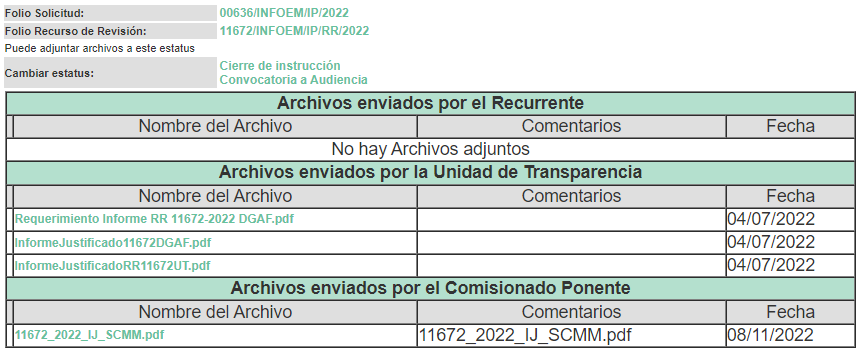 Folio Solicitud: 00636/INFOEM/IP/2022
Folio Recurso de Revisión: 11672/INFOEM/IP/RR/2022
Puede adjuntar archivos a este estatus
Cambiar estatus: Cierre de instrucción
Convocatoria a Audiencia
Archivos enviados por el Recurrente
Nombre del Archivo Comentarios Fecha
No hay Archivos adjuntos
Archivos enviados por la Unidad de Transparencia
Nombre del Archivo Comentarios Fecha
Requerimiento Informe RR 11672-2022 DGAF.pdf 04/07/2022
InformeJustificado11672DGAF.pdf 04/07/2022
InformeJustificadoRR11672UT.pdf 04/07/2022
Archivos enviados por el Comisionado Ponente
Nombre del Archivo Comentarios Fecha
11672_2022_IJ_SCMM.pdf 11672_2022_IJ_SCMM.pdf 08/11/2022